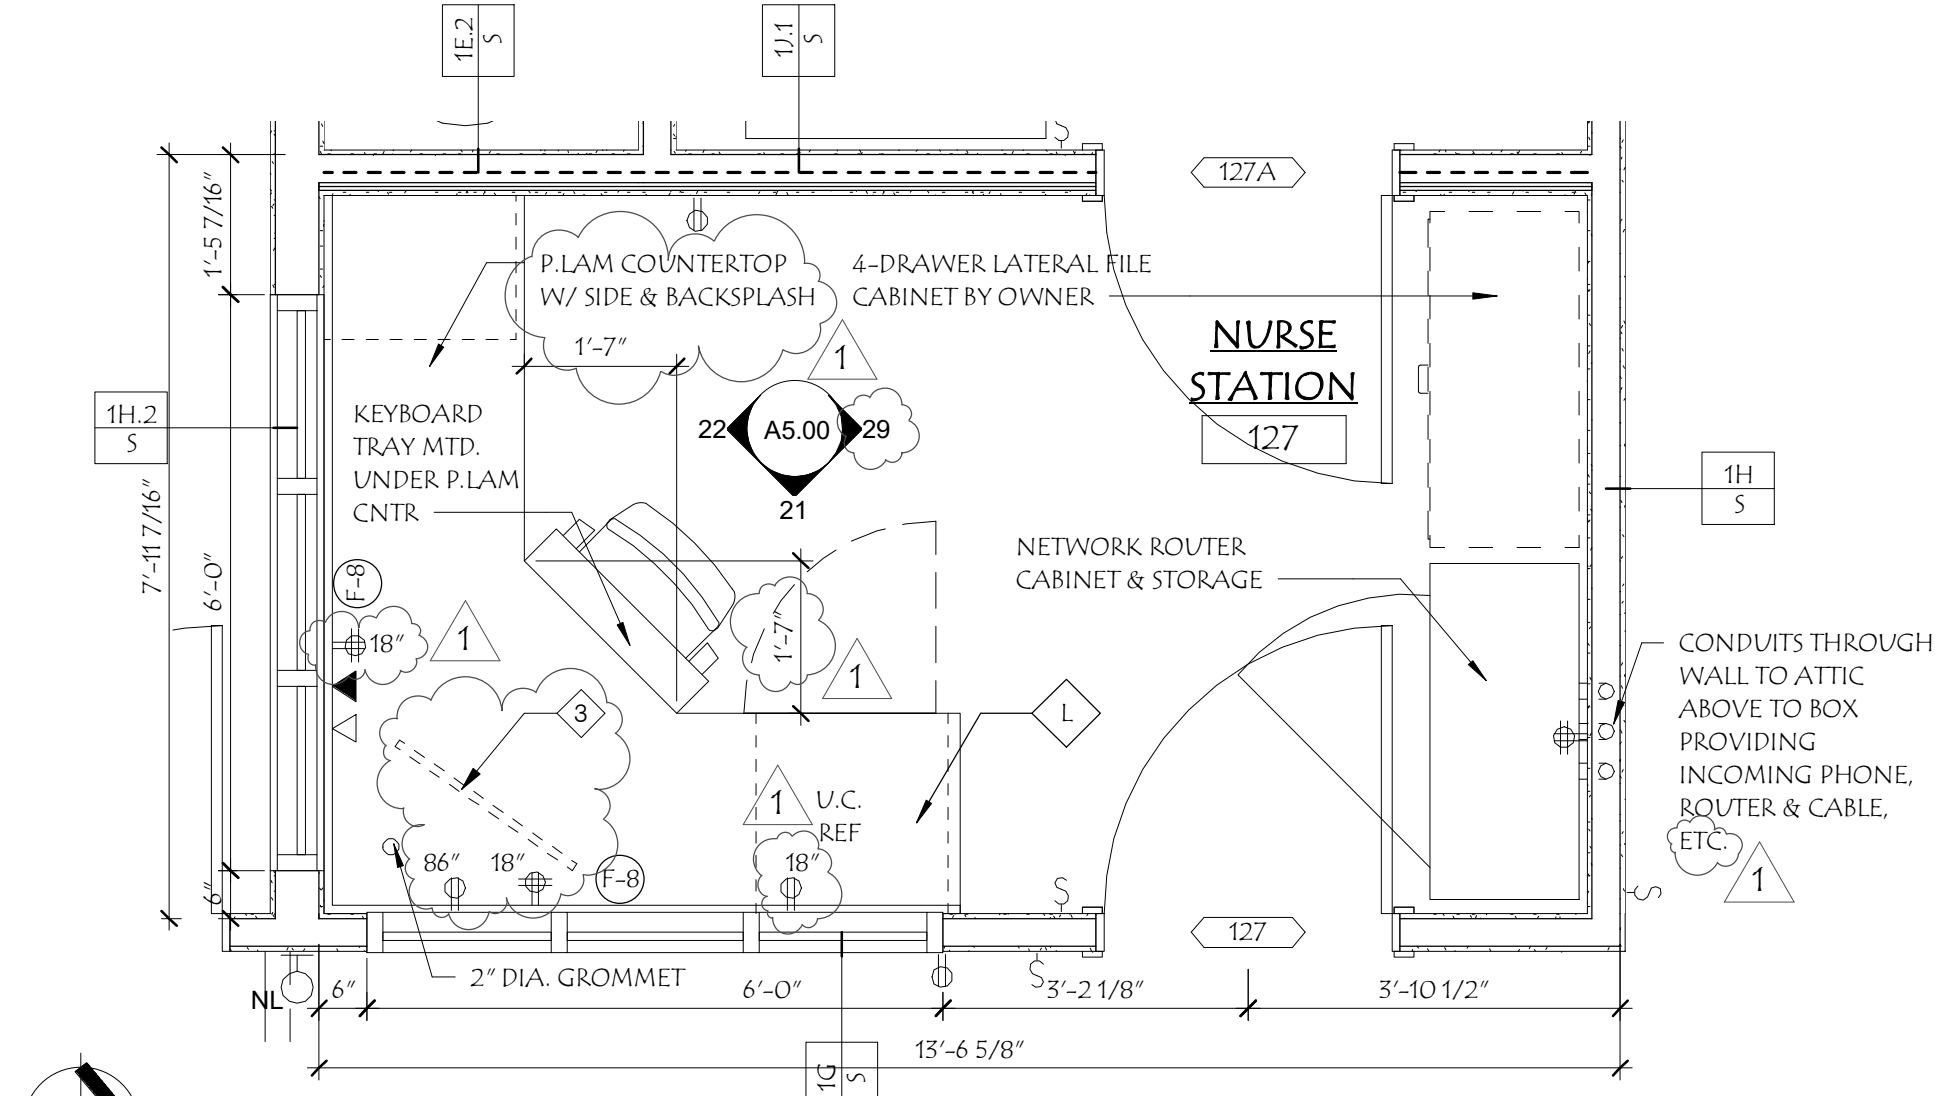 1E.2
S
1J.1
S
127A
1'-5 7/16"
P.LAM COUNTERTOP
W/ SIDE & BACKSPLASH
4-DRAWER LATERAL FILE
CABINET BY OWNER
NURSE
STATION
127
1'-7"
1
1H.2
S
KEYBOARD
TRAY MTD.
UNDER P.LAM
CNTR
22
A5.00
29
21
1H
S
7'-11 7/16"
6'-0"
NETWORK ROUTER
CABINET & STORAGE
F-8
18"
1
1'-7"
1
CONDUITS THROUGH
WALL TO ATTIC
ABOVE TO BOX
PROVIDING
INCOMING PHONE,
ROUTER & CABLE,
ETC.
1
3
L
1
U.C.
REF
86"
18"
F-8
18"
S
S
S
S
6"
127
2" DIA. GROMMET
NL
6"
6'-0"
3'-2 1/8"
3'-10 1/2"
13'-6 5/8"
1G
S